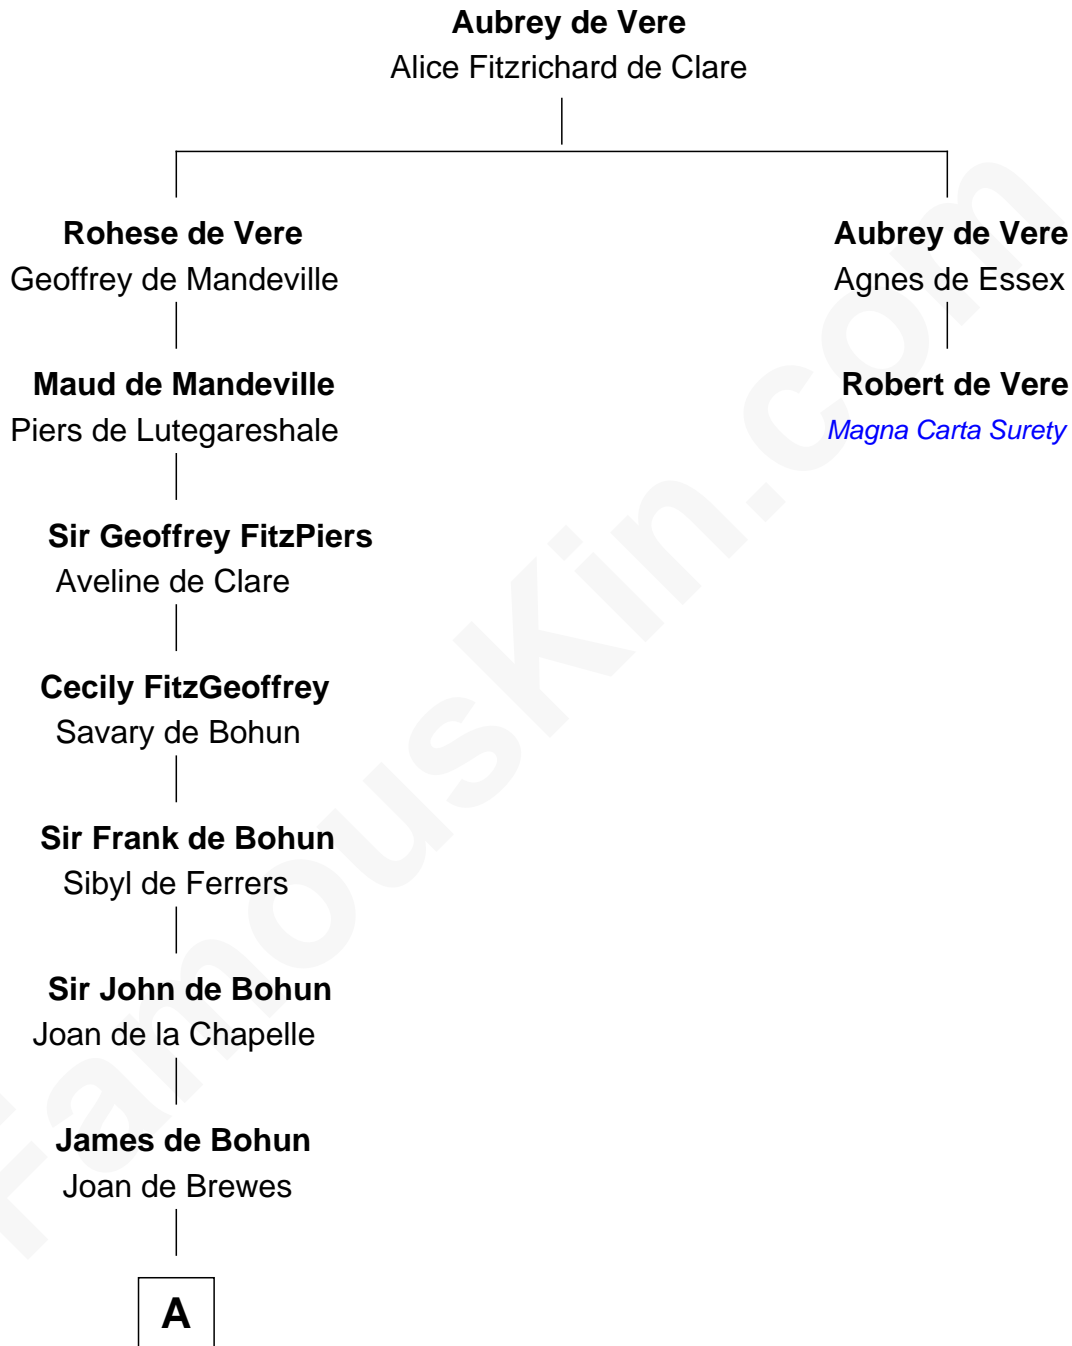 Aubrey de Vere
Alice Fitzrichard de Clare
Rohese de Vere
Geoffrey de Mandeville
Aubrey de Vere
Agnes de Essex
Maud de Mandeville
Piers de Lutegareshale
Robert de Vere
Magna Carta Surety
Sir Geoffrey FitzPiers
Aveline de Clare
Cecily FitzGeoffrey
Savary de Bohun
Sir Frank de Bohun
Sibyl de Ferrers
Sir John de Bohun
Joan de la Chapelle
James de Bohun
Joan de Brewes
A
FamousKin.com